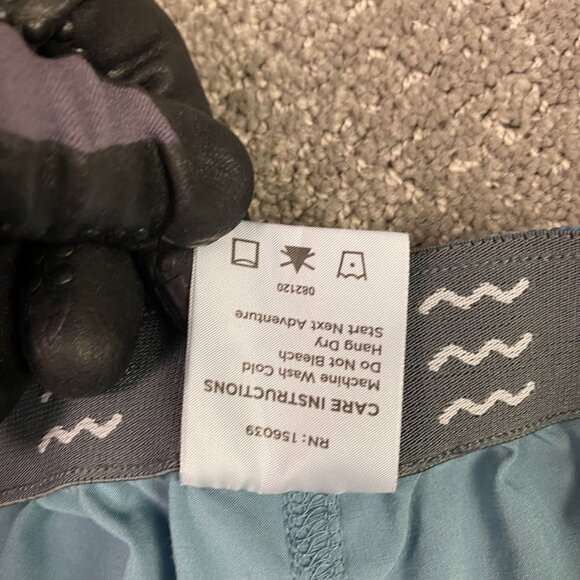 RN: 156039
CARE INSTRUCTIONS
Machine Wash Cold
Do Not Bleach
Hang Dry
Start Next Adventure
082120